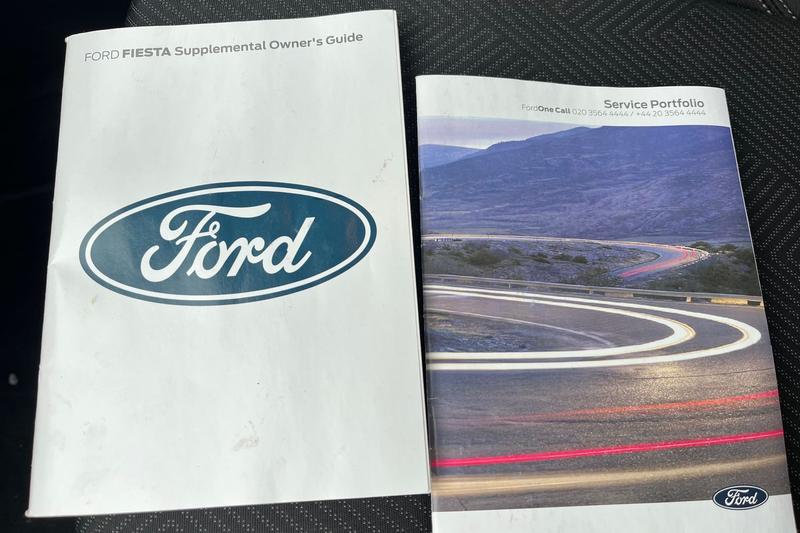 FORD FIESTA Supplemental Owner's Guide
Ford
Service Portfolio
FordOne Call 020 3564 4444 / +44 20 3564 4444
Ford